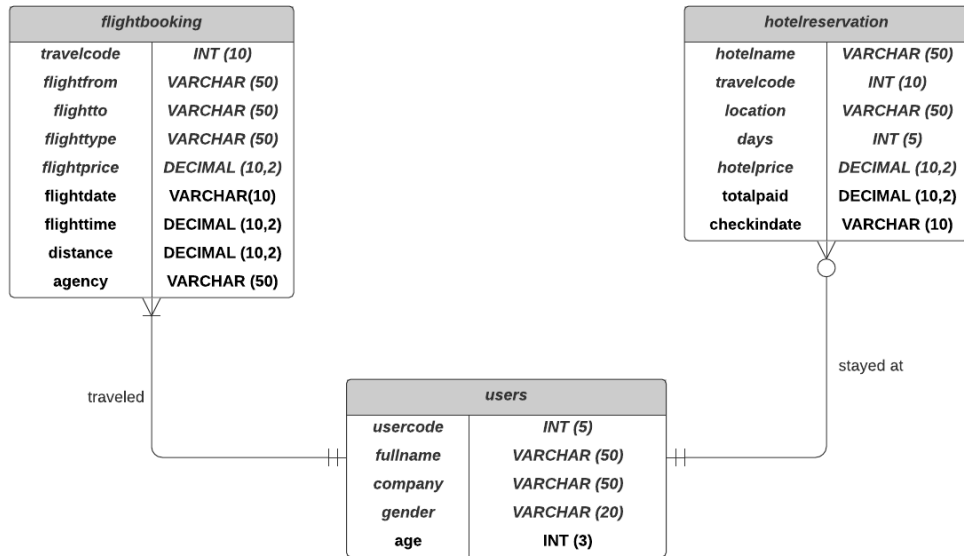 flightbooking
travelcode INT (10)
flightfrom VARCHAR (50)
flightto VARCHAR (50)
flighttype VARCHAR (50)
flightprice DECIMAL (10,2)
flightdate VARCHAR(10)
flighttime DECIMAL (10,2)
distance DECIMAL (10,2)
agency VARCHAR (50)
hotelreservation
hotelname VARCHAR (50)
travelcode INT (10)
location VARCHAR (50)
days INT (5)
hotelprice DECIMAL (10,2)
totalpaid DECIMAL (10,2)
checkindate VARCHAR (10)
traveled
stayed at
users
usercode INT (5)
fullname VARCHAR (50)
company VARCHAR (50)
gender VARCHAR (20)
age INT (3)